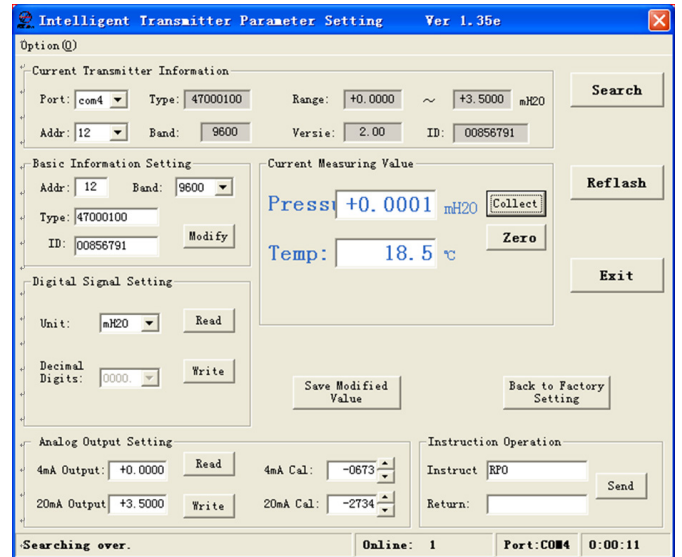 Intelligent Transmitter Parameter Setting Ver 1.35e
Option(O)
Current Transmitter Information
Port: com4 Type: 47000100 Range: +0.0000 ~ +3.5000 mH2O
Addr: 12 Band: 9600 Versie: 2.00 ID: 00856791
Search
Basic Information Setting
Addr: 12 Band: 9600
Type: 47000100
ID: 00856791
Modify
Current Measuring Value
Pressu +0.0001 mH2O Collect
Temp: 18.5 ℃ Zero
Reflash
Exit
Digital Signal Setting
Unit: mH2O Read
Decimal
Digits: 0000. Write
Save Modified
Value
Back to Factory
Setting
Analog Output Setting
4mA Output: +0.0000 Read 4mA Cal: -0673
20mA Output +3.5000 Write 20mA Cal: -2734
Instruction Operation
Instruct RPO
Return:
Send
Searching over. Online: 1 Port:COM4 0:00:11